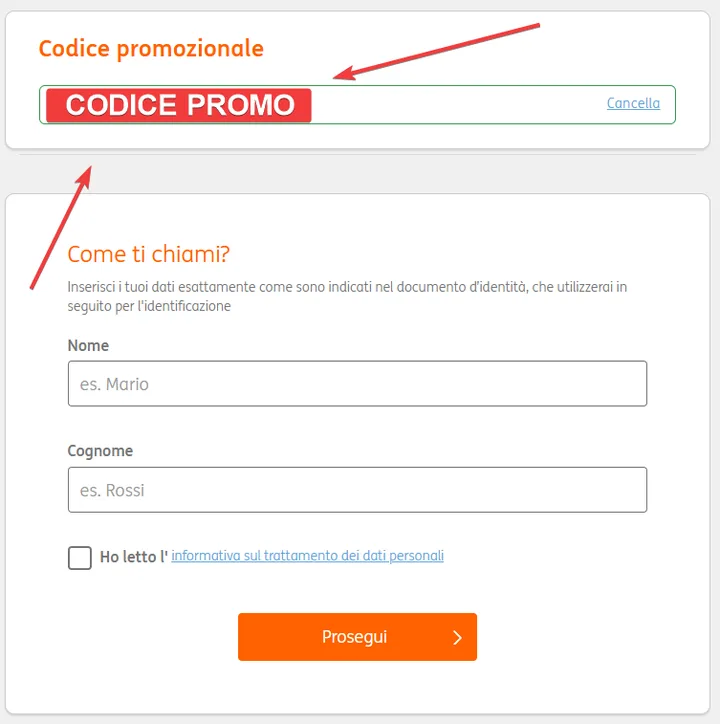 Codice promozionale
CODICE PROMO
Cancella
Come ti chiami?
Inserisci i tuoi dati esattamente come sono indicati nel documento d'identità, che utilizzerai in
seguito per l'identificazione
Nome
es. Mario
Cognome
es. Rossi
Ho letto l' informativa sul trattamento dei dati personali
Prosegui